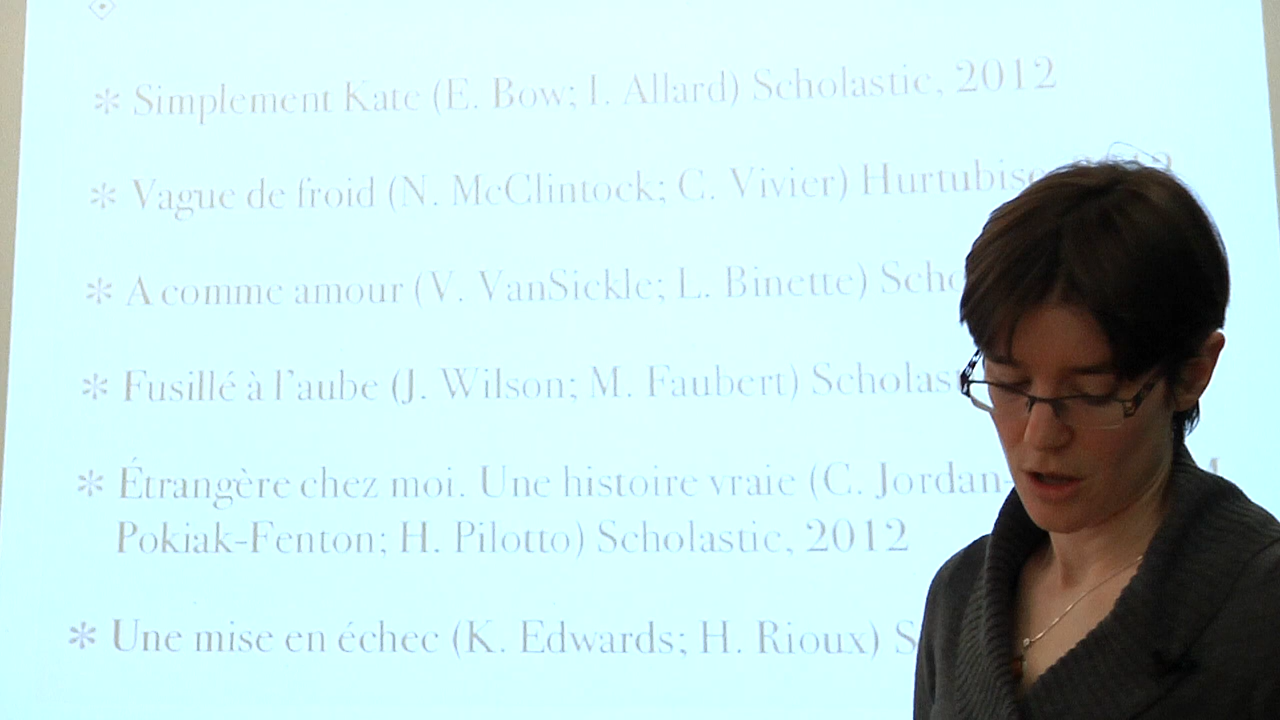 * Simplement Kate (E. Bow; I. Allard) Scholastic, 2012
* Vague de froid (N. McClintock; C. Vivier) Hurtubise
* A comme amour (V. VanSickle; L. Binette)
* Fusillé à l'aube (J. Wilson; M. Faubert)
* Étrangère chez moi. Une histoire vraie (C. Jordan-
Pokiak-Fenton; H. Pilotto) Scholastic, 2012
* Une mise en échec (K. Edwards; H. Rioux)